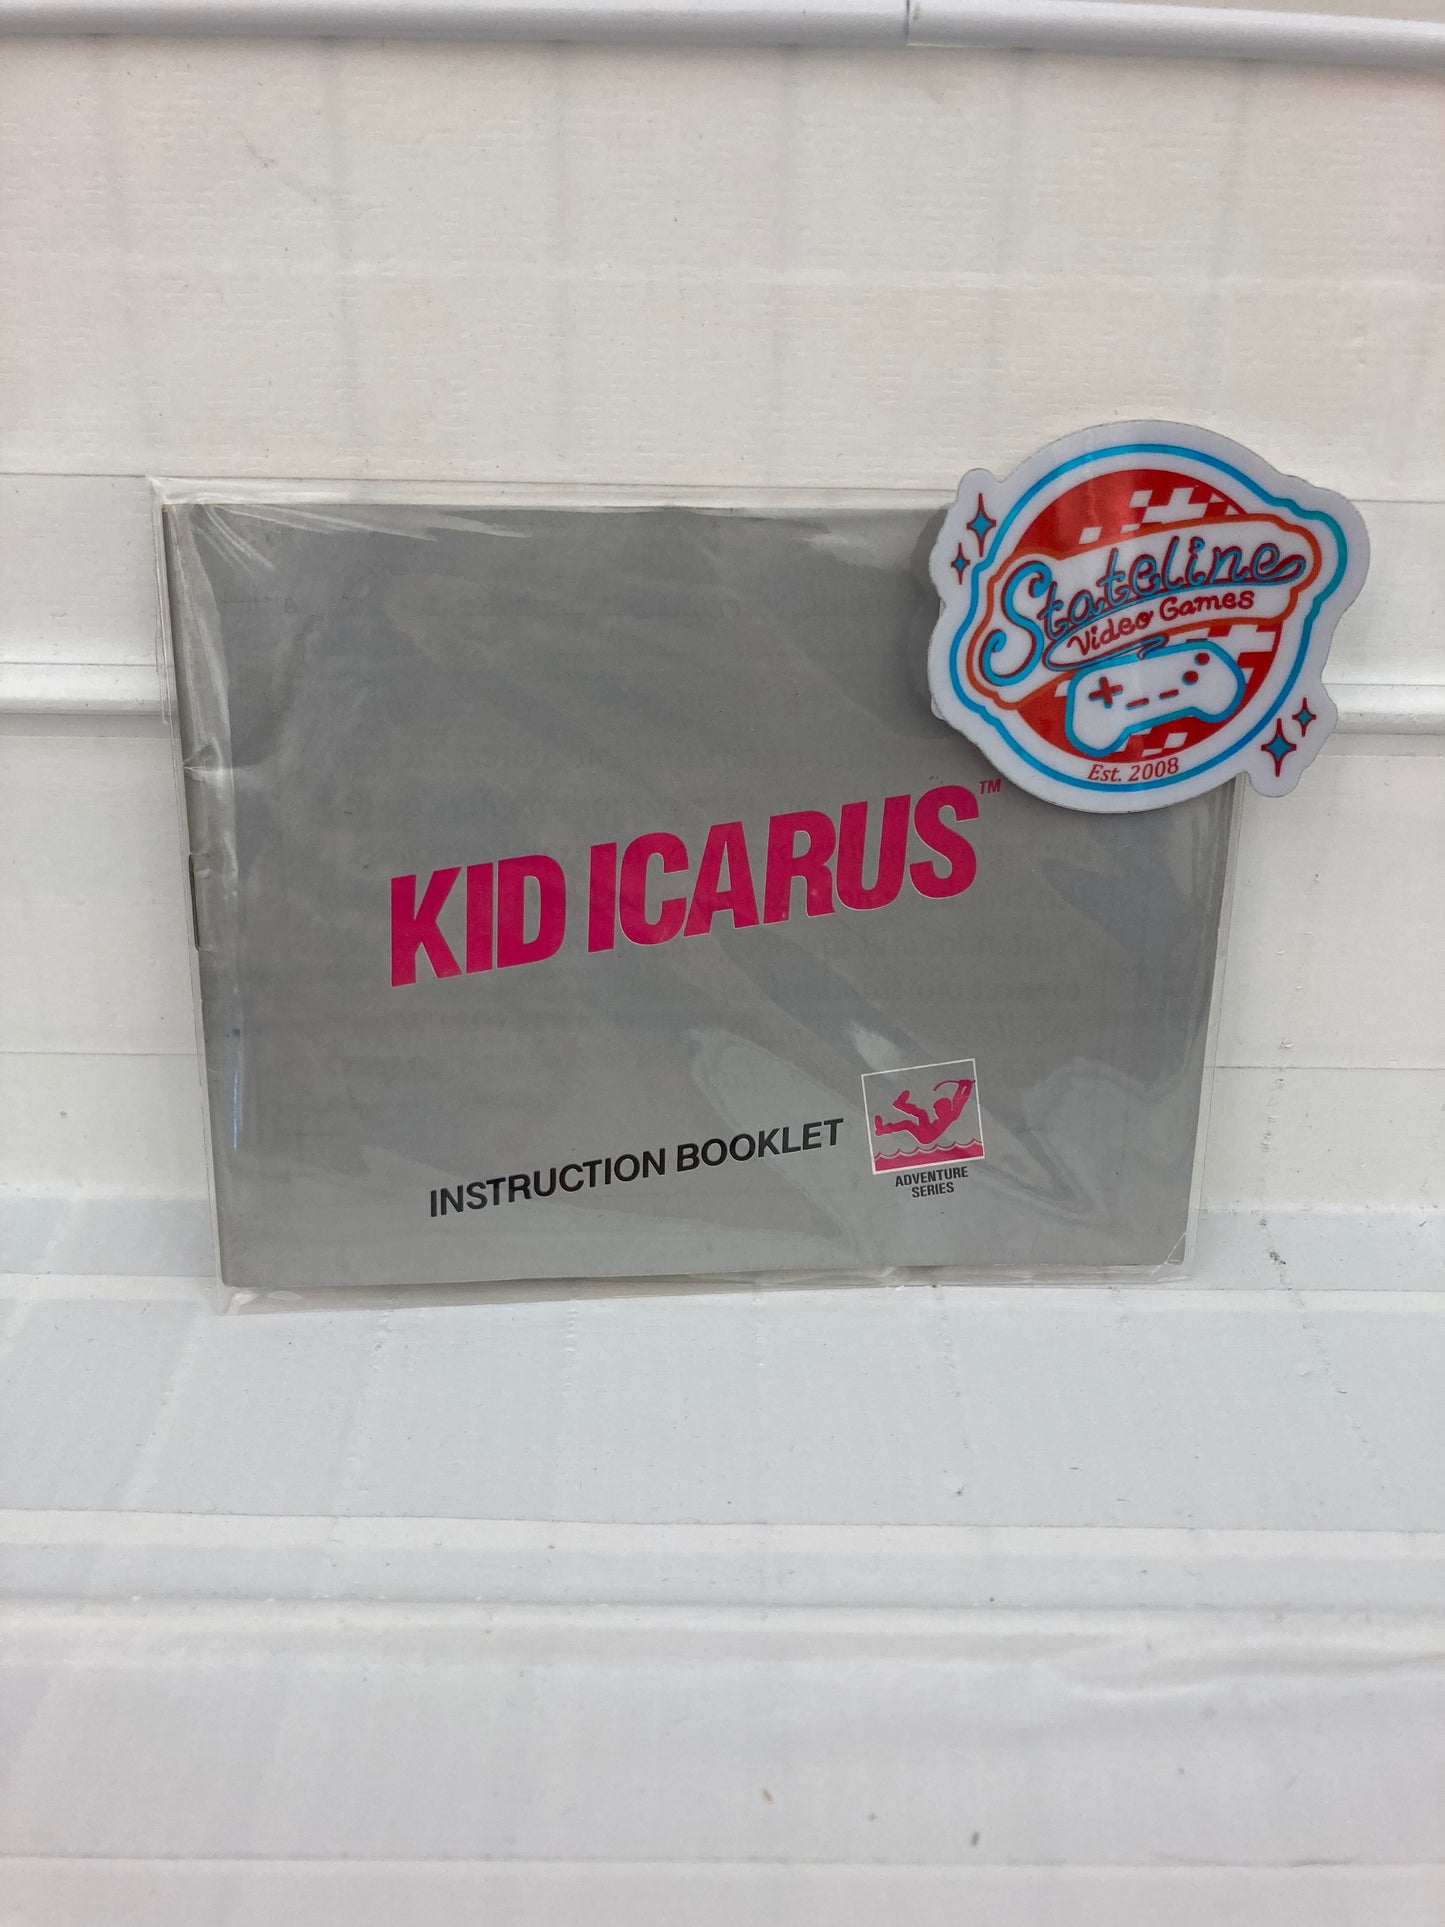 Stateline
Video Games
Est. 2008
KID ICARUS™
INSTRUCTION BOOKLET
ADVENTURE
SERIES